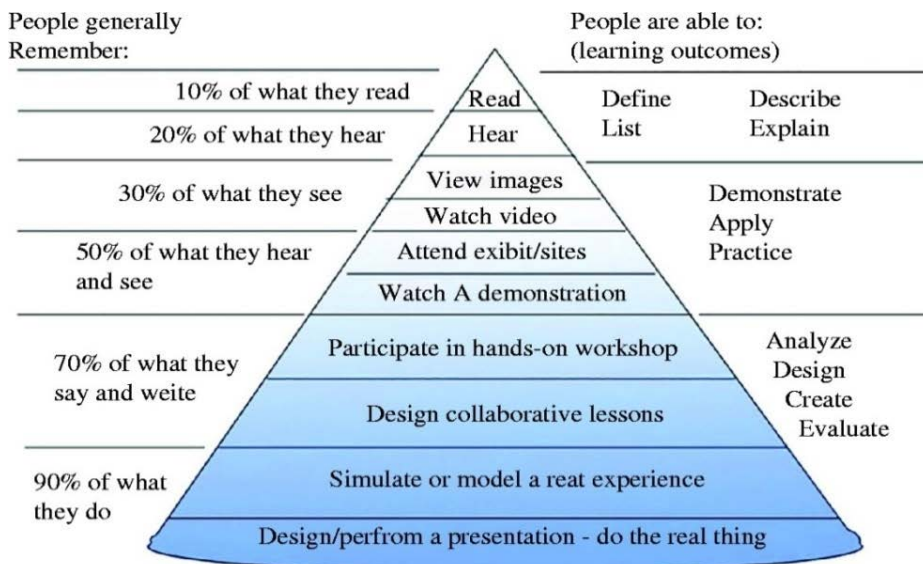 People generally
Remember:
People are able to:
(learning outcomes)
10% of what they read
Read
Define
Describe
List
Explain
20% of what they hear
Hear
30% of what they see
View images
Demonstrate
Apply
Practice
Watch video
50% of what they hear
and see
Attend exibit/sites
Watch A demonstration
70% of what they
say and weite
Participate in hands-on workshop
Analyze
Design
Create
Evaluate
Design collaborative lessons
90% of what
they do
Simulate or model a reat experience
Design/perfrom a presentation - do the real thing